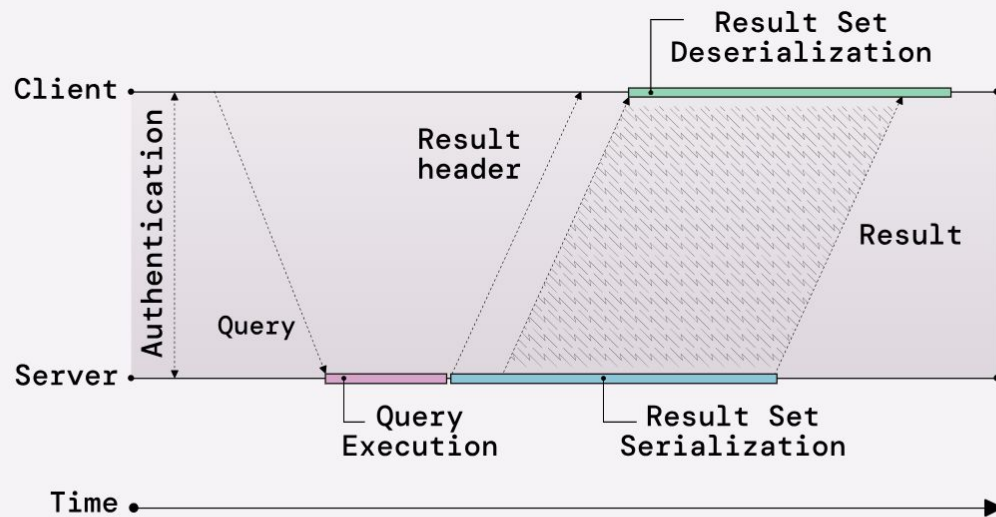 Result Set
Deserialization
Client
Authentication
Result
header
Result
Query
Server
Query
Execution
Result Set
Serialization
Time